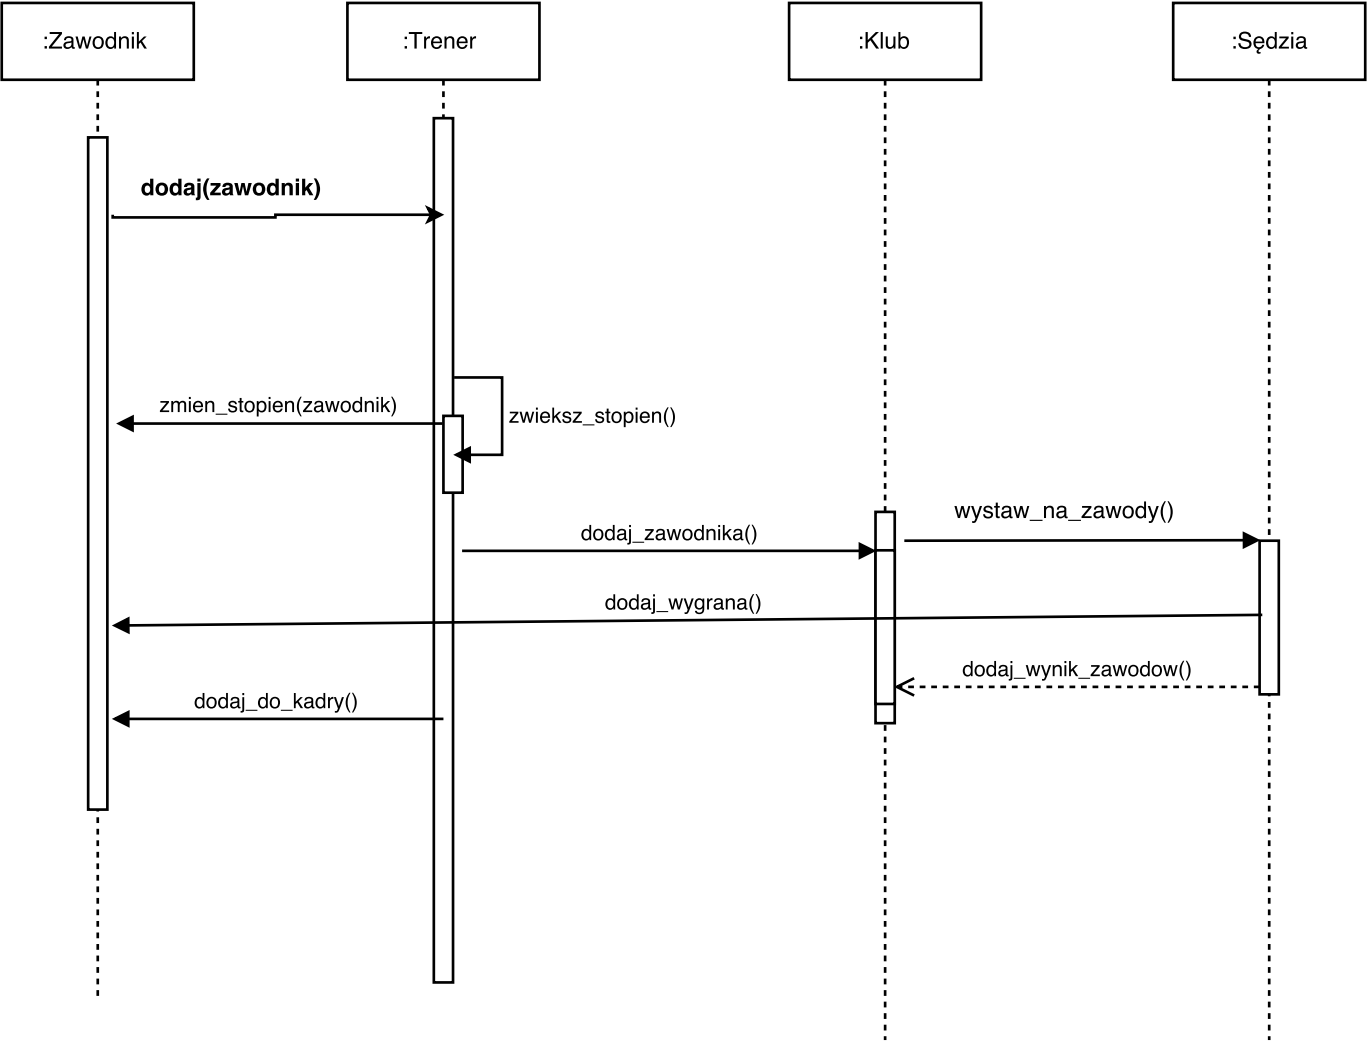 :Zawodnik
:Trener
:Klub
:Sędzia
dodaj(zawodnik)
zmien_stopien(zawodnik)
zwieksz_stopien()
wystaw_na_zawody()
dodaj_zawodnika()
dodaj_wygrana()
dodaj_wynik_zawodow()
dodaj_do_kadry()